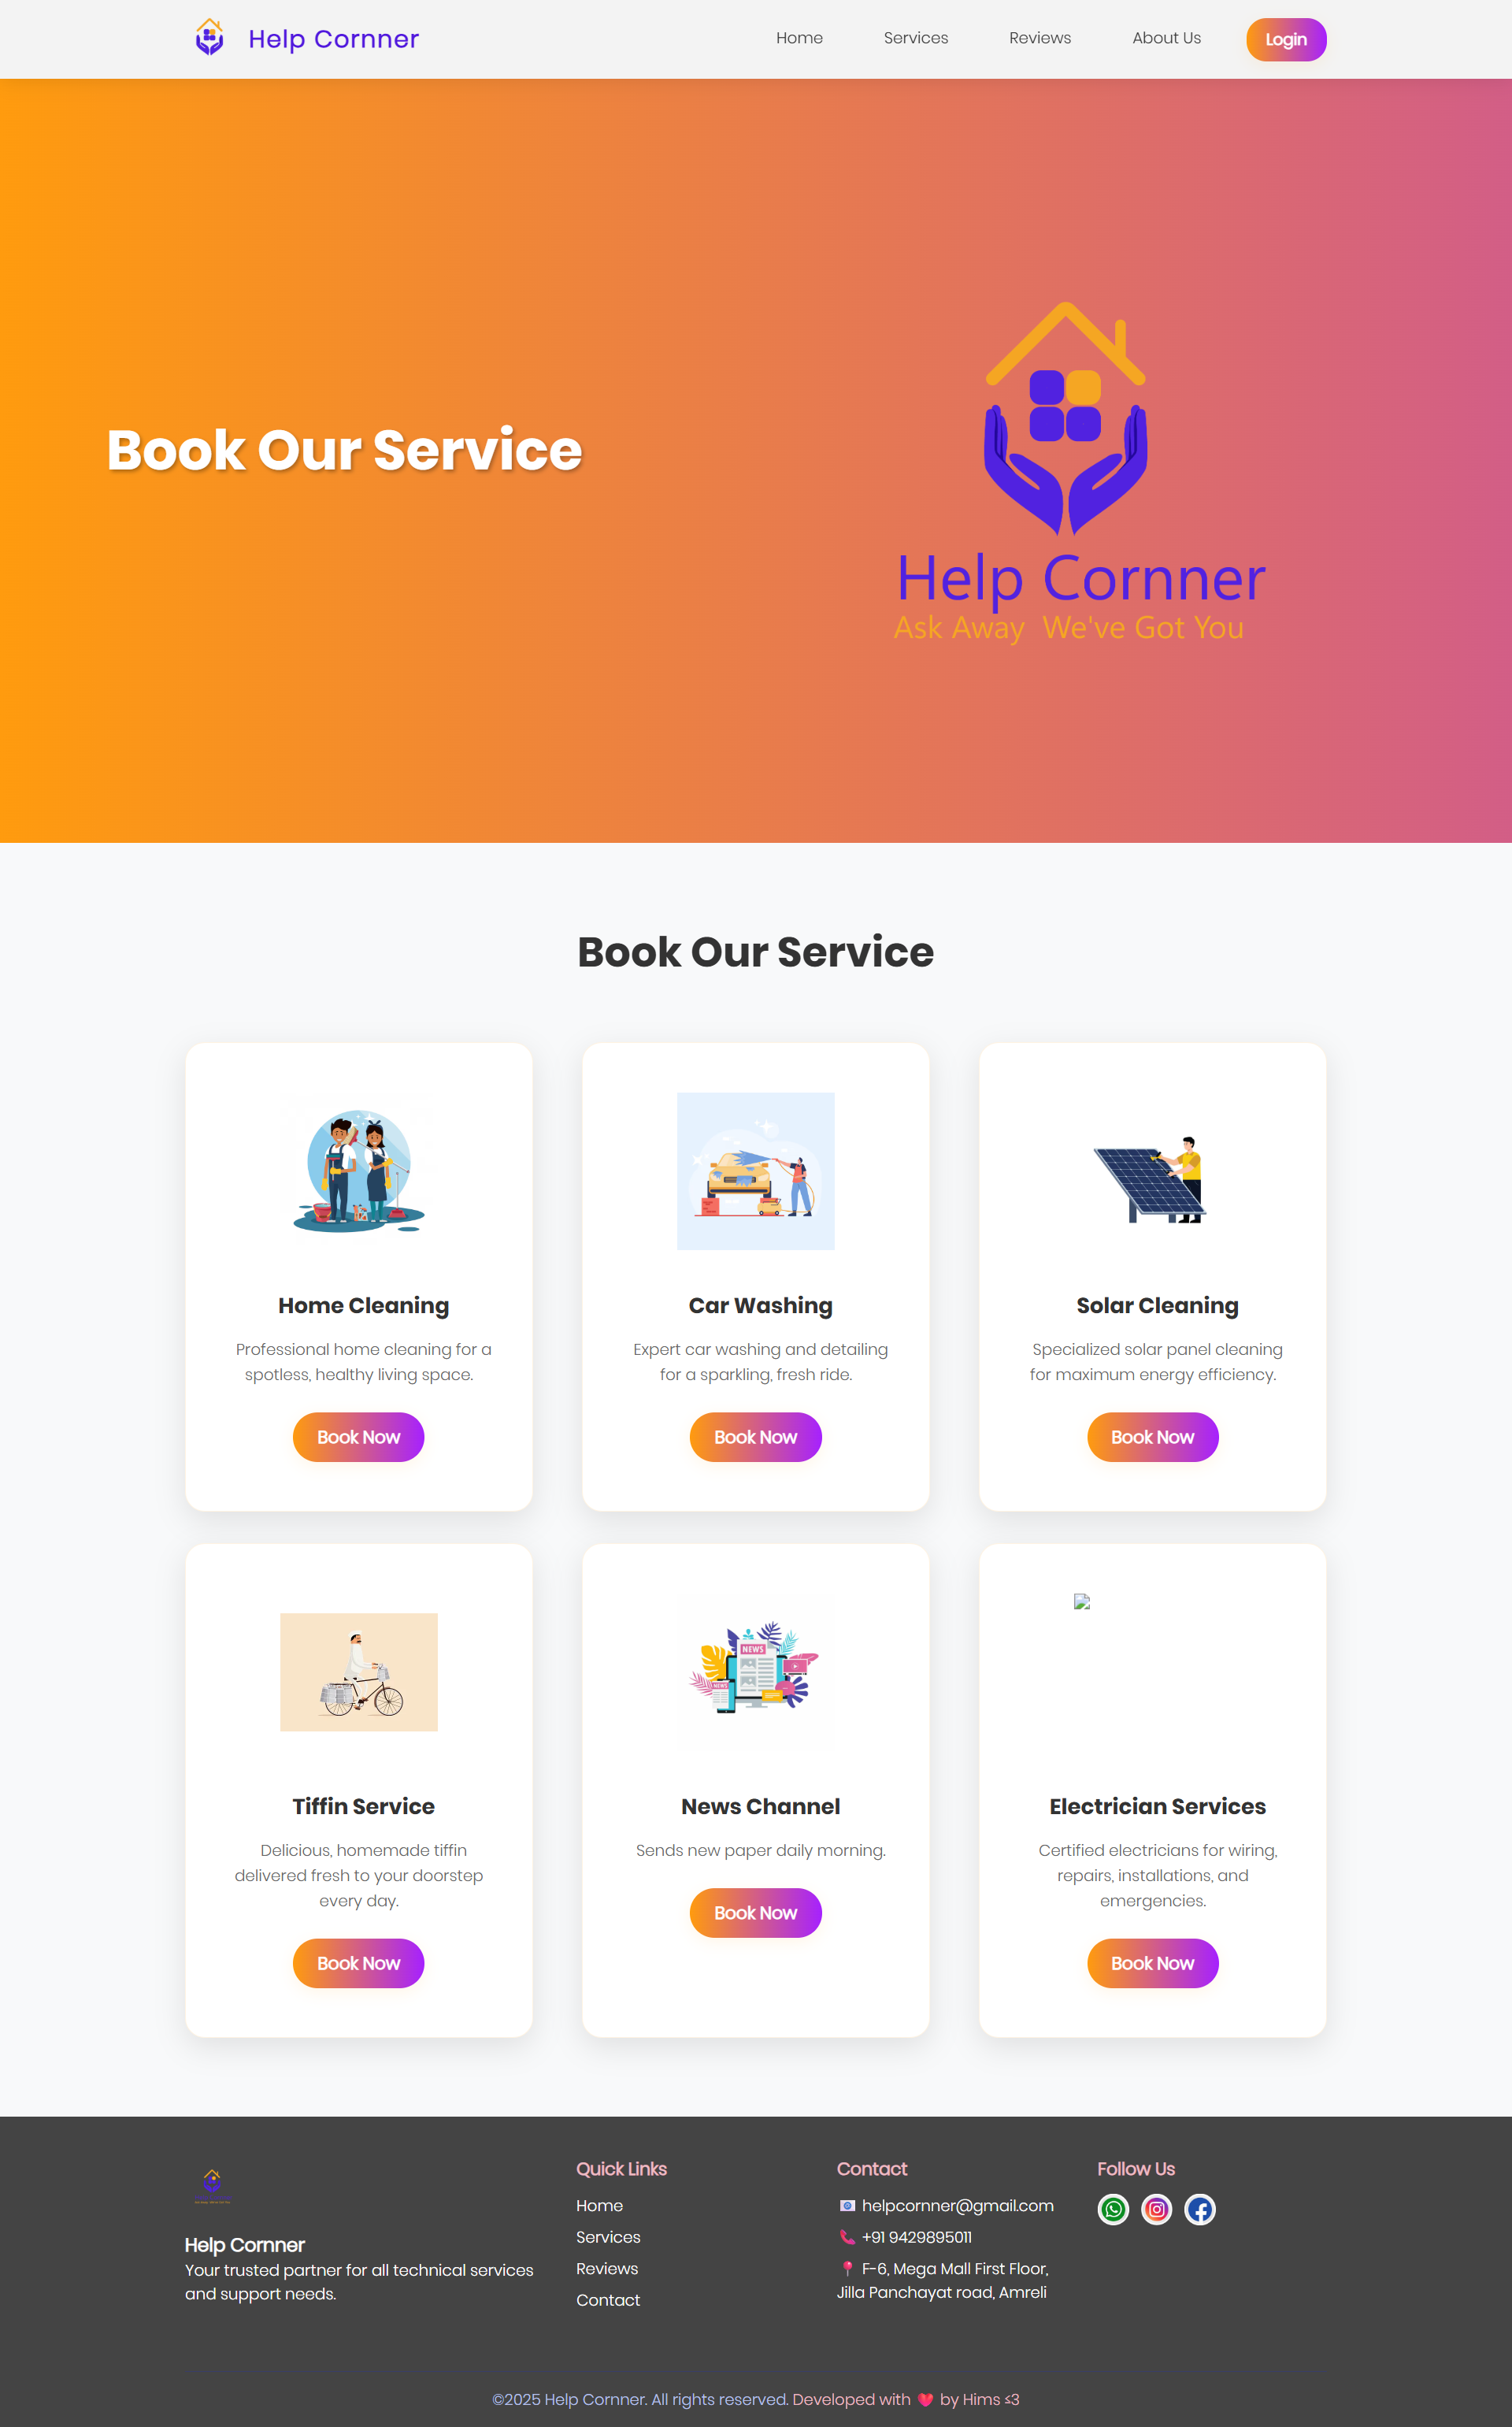 Help Cornner
Home
Services
Reviews
About Us
Login
Book Our Service
Help Cornner
Ask Away We've Got You
Book Our Service
Home Cleaning
Professional home cleaning for a
spotless, healthy living space.
Book Now
Car Washing
Expert car washing and detailing
for a sparkling, fresh ride.
Book Now
Solar Cleaning
Specialized solar panel cleaning
for maximum energy efficiency.
Book Now
Tiffin Service
Delicious, homemade tiffin
delivered fresh to your doorstep
every day.
Book Now
NEWS
NEWS
News Channel
Sends new paper daily morning.
Book Now
Electrician Services
Certified electricians for wiring,
repairs, installations, and
emergencies.
Book Now
Help Cornner
Your trusted partner for all technical services
and support needs.
Quick Links
Home
Services
Reviews
Contact
Contact
📧 helpcornner@gmail.com
📞 +91 9429895011
📍 F-6, Mega Mall First Floor,
Jilla Panchayat road, Amreli
Follow Us
©2025 Help Cornner. All rights reserved. Developed with ❤️ by Hims <3